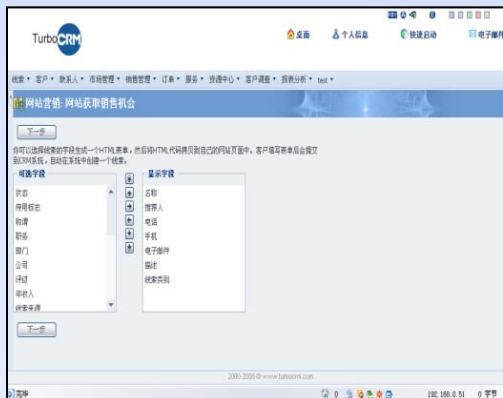 TurboCRM
桌面 个人信息 快速启动 电子邮件
线索 客户 联系人 市场管理 销售管理 订单 服务 资源中心 客户调查 报表分析 test
网站营销:网站获取销售机会
下一步
你可以选择线索的字段生成一个HTML表单,然后将HTML代码拷贝到自己的网站页面中。客户填写表单后会提交
到CRM系统,自动在系统中创建一个线索。
可选字段 显示字段
状态 名称
停用标志 推荐人
称谓 电话
职务 手机
部门 电子邮件
公司 描述
评级 线索类别
年收入
线索来源
下一步
2000-2008 © www.turbocrm.com
完毕 0 192.168.0.51 0 字节